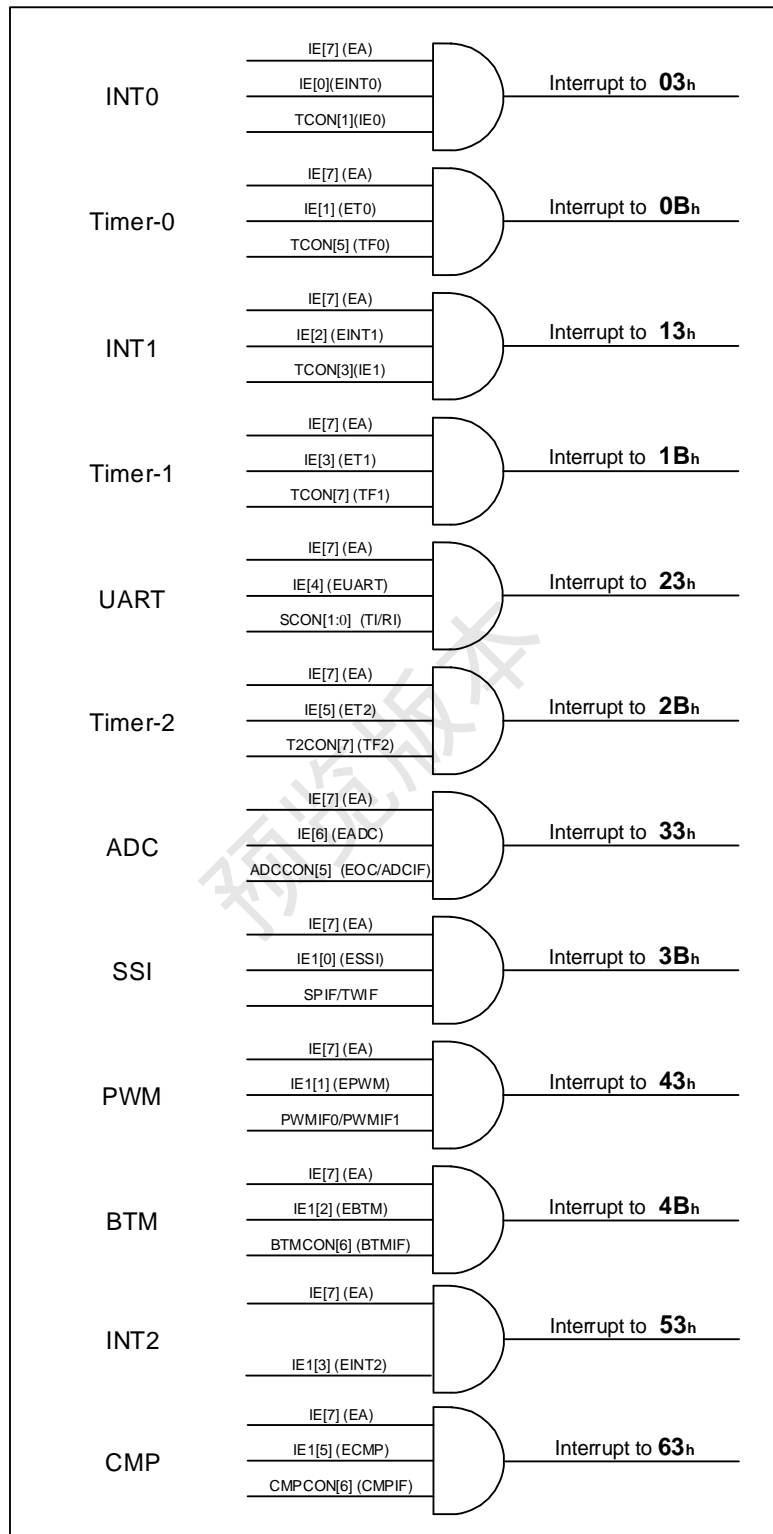 IE[7] (EA)
INT0 IE[0](EINT0) Interrupt to 03h
TCON[1](IE0)
IE[7] (EA)
Timer-0 IE[1] (ET0) Interrupt to 0Bh
TCON[5] (TF0)
IE[7] (EA)
INT1 IE[2] (EINT1) Interrupt to 13h
TCON[3](IE1)
IE[7] (EA)
Timer-1 IE[3] (ET1) Interrupt to 1Bh
TCON[7] (TF1)
IE[7] (EA)
UART IE[4] (EUART) Interrupt to 23h
SCON[1:0] (TI/RI)
IE[7] (EA)
Timer-2 IE[5] (ET2) Interrupt to 2Bh
T2CON[7] (TF2)
IE[7] (EA)
ADC IE[6] (EADC) Interrupt to 33h
ADCCON[5] (EOC/ADCIF)
IE[7] (EA)
SSI IE1[0] (ESSI) Interrupt to 3Bh
SPIF/TWIF
IE[7] (EA)
PWM IE1[1] (EPWM) Interrupt to 43h
PWMIF0/PWMIF1
IE[7] (EA)
BTM IE1[2] (EBTM) Interrupt to 4Bh
BTMCON[6] (BTMIF)
IE[7] (EA)
INT2 Interrupt to 53h
IE1[3] (EINT2)
IE[7] (EA)
CMP IE1[5] (ECMP) Interrupt to 63h
CMPCON[6] (CMPIF)
预览版本